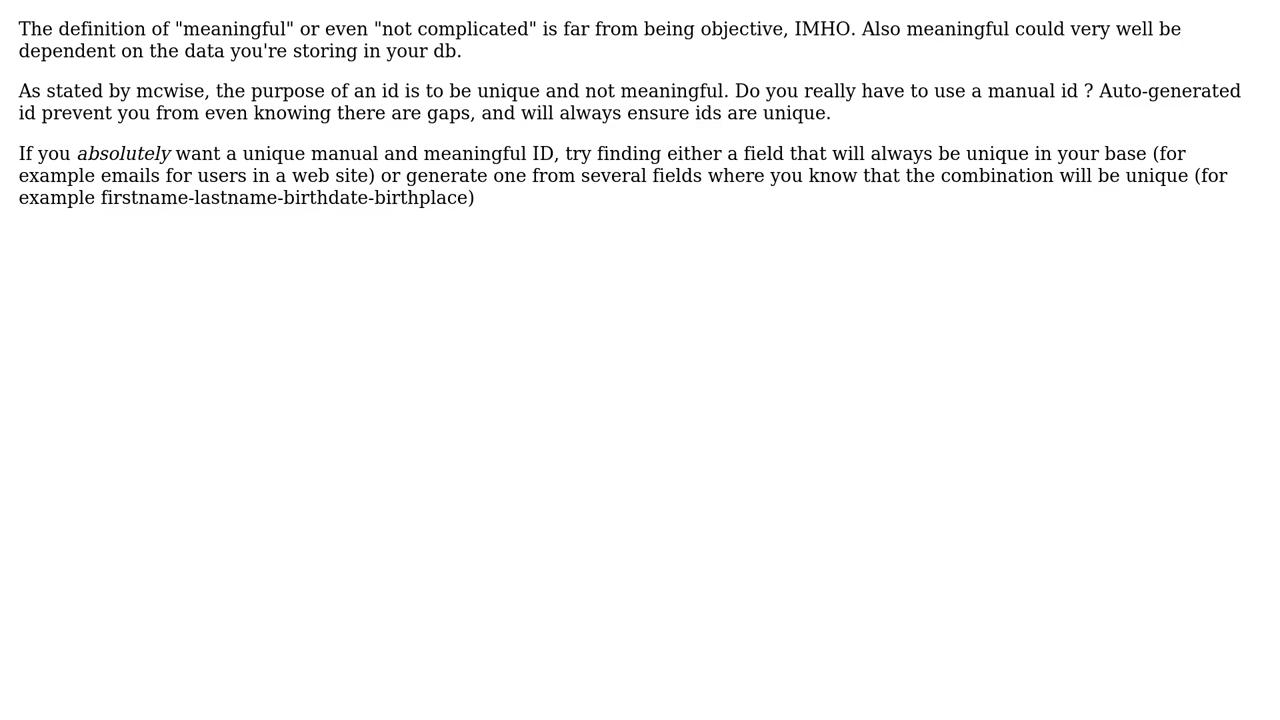 The definition of "meaningful" or even "not complicated" is far from being objective, IMHO. Also meaningful could very well be
dependent on the data you're storing in your db.
As stated by mcwise, the purpose of an id is to be unique and not meaningful. Do you really have to use a manual id ? Auto-generated
id prevent you from even knowing there are gaps, and will always ensure ids are unique.
If you absolutely want a unique manual and meaningful ID, try finding either a field that will always be unique in your base (for
example emails for users in a web site) or generate one from several fields where you know that the combination will be unique (for
example firstname-lastname-birthdate-birthplace)